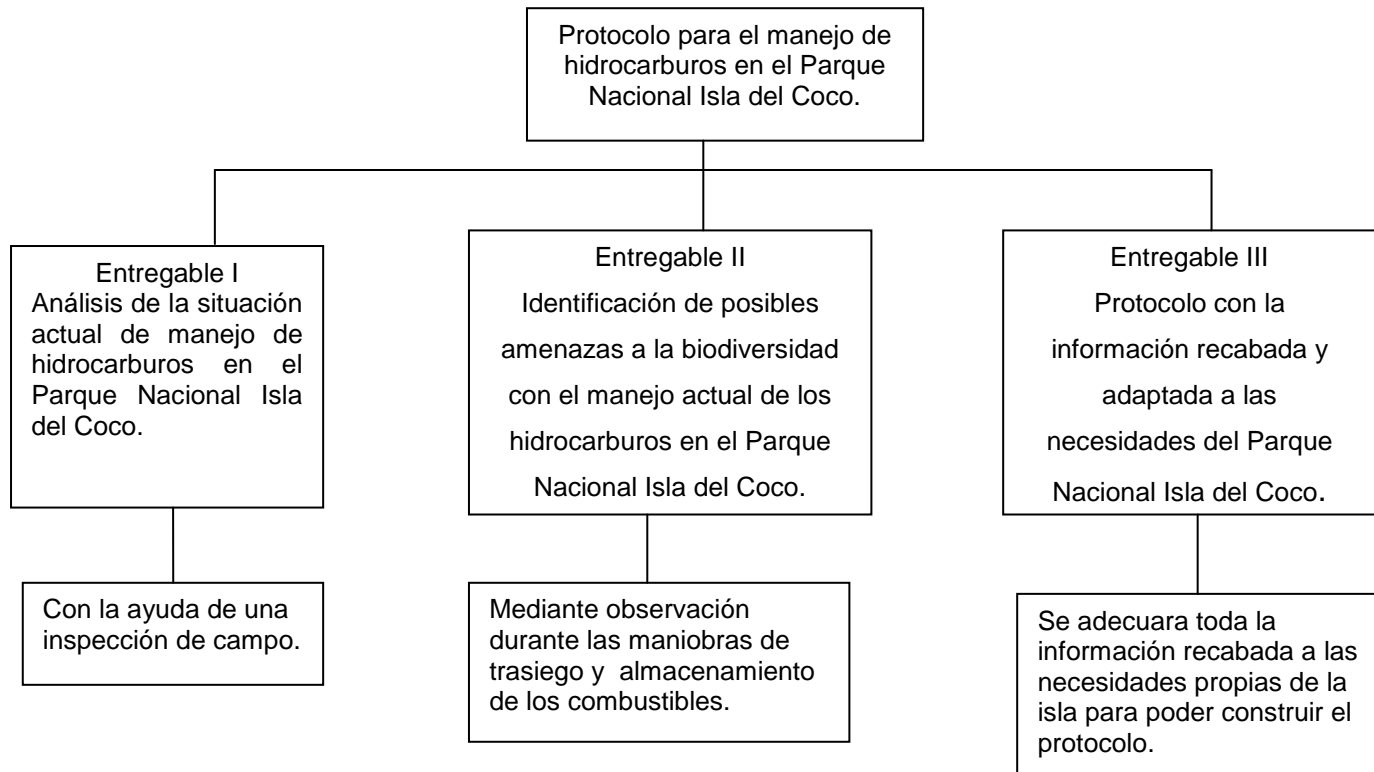 Protocolo para el manejo de
hidrocarburos en el Parque
Nacional Isla del Coco.
Entregable I
Análisis de la situación
actual de manejo de
hidrocarburos en el
Parque Nacional Isla
del Coco.
Con la ayuda de una
inspección de campo.
Entregable II
Identificación de posibles
amenazas a la biodiversidad
con el manejo actual de los
hidrocarburos en el Parque
Nacional Isla del Coco.
Mediante observación
durante las maniobras de
trasiego y almacenamiento
de los combustibles.
Entregable III
Protocolo con la
información recabada y
adaptada a las
necesidades del Parque
Nacional Isla del Coco.
Se adecuara toda la
información recabada a las
necesidades propias de la
isla para poder construir el
protocolo.